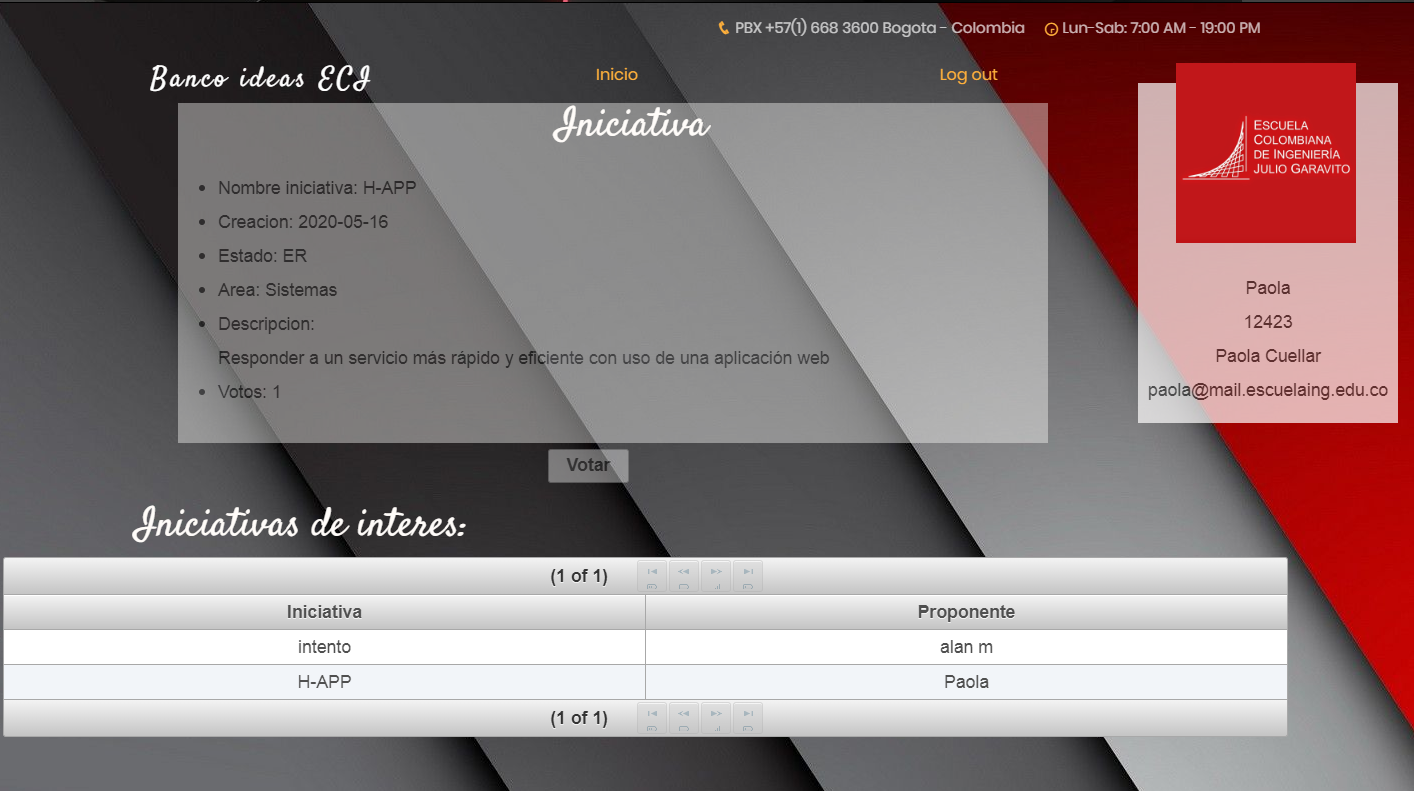 PBX +57(1) 668 3600 Bogota - Colombia
Lun-Sab: 7:00 AM - 19:00 PM
Banco ideas ECI
Inicio
Log out
Iniciativa
Nombre iniciativa: H-APP
Creacion: 2020-05-16
Estado: ER
Area: Sistemas
Descripcion:
Responder a un servicio más rápido y eficiente con uso de una aplicación web
Votos: 1
Votar
ESCUELA
COLOMBIANA
DE INGENIERÍA
JULIO GARAVITO
Paola
12423
Paola Cuellar
paola@mail.escuelaing.edu.co
Iniciativas de interes:
(1 of 1)
Iniciativa Proponente
intento alan m
H-APP Paola
(1 of 1)